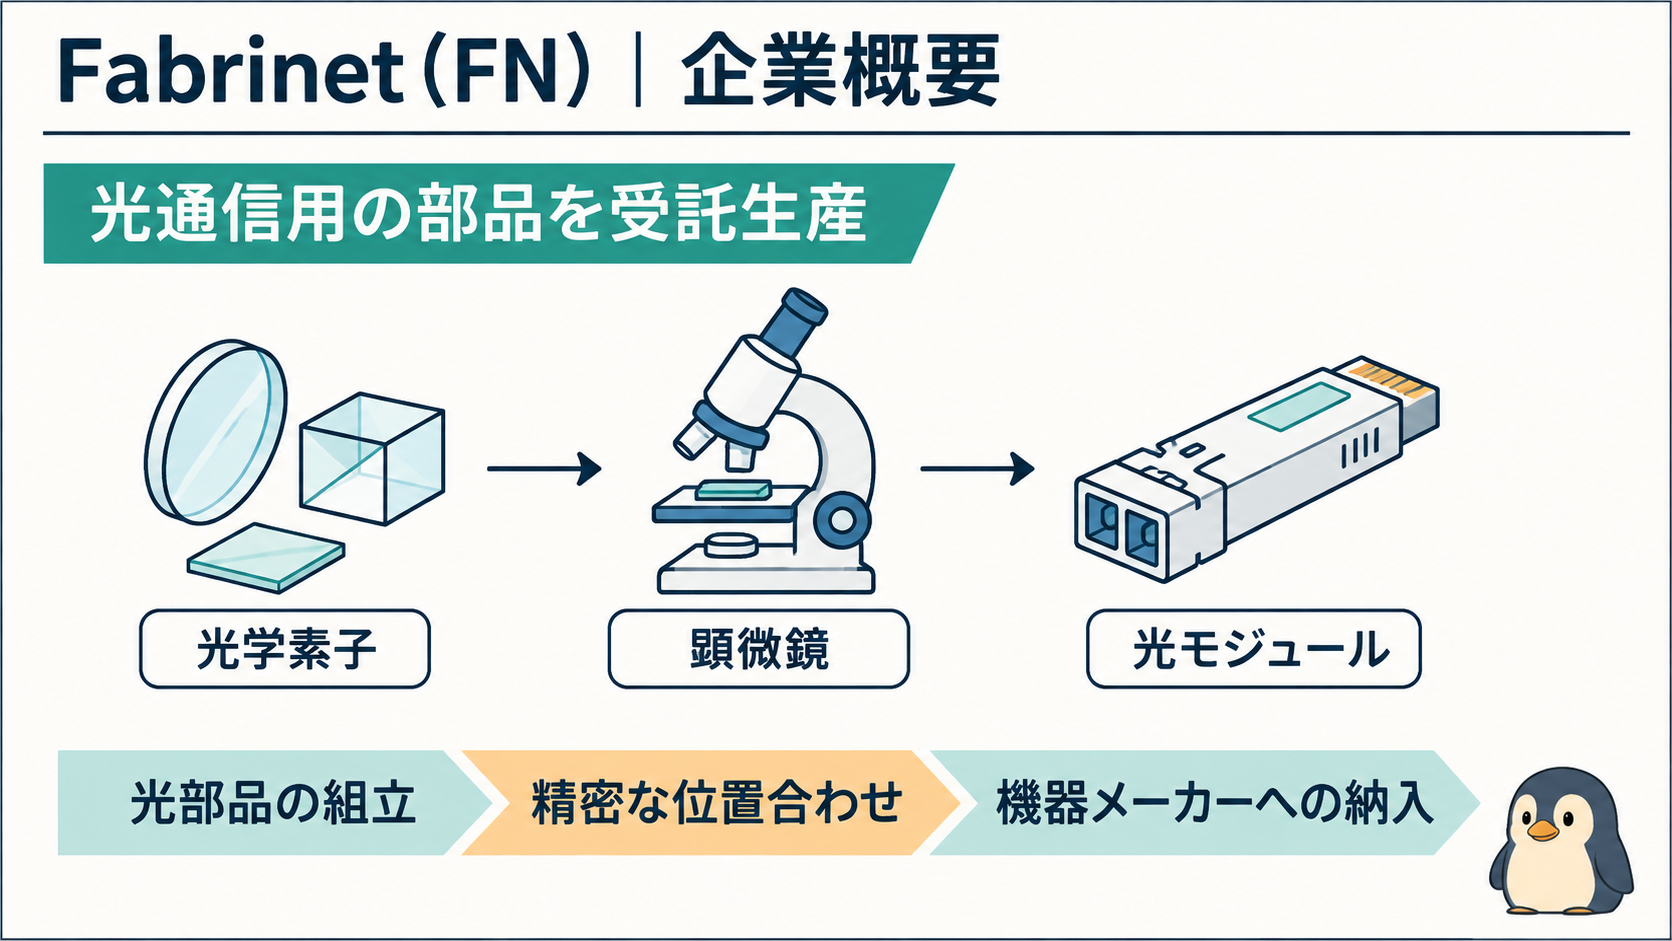 Fabrinet(FN)｜企業概要
光通信用の部品を受託生産
光学素子
顕微鏡
光モジュール
光部品の組立
精密な位置合わせ
機器メーカーへの納入